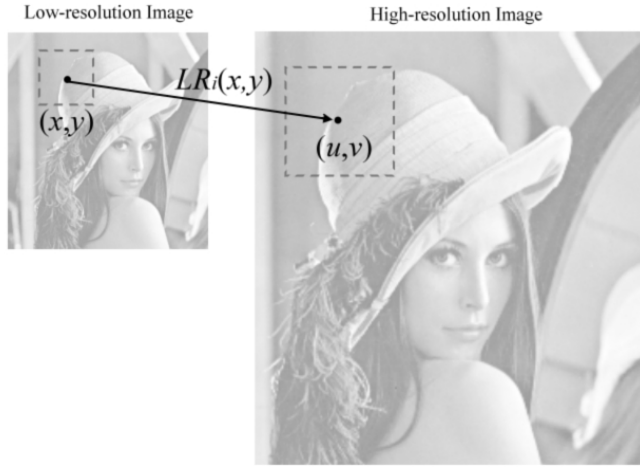 Low-resolution Image
High-resolution Image
LRi(x,y)
(x,y)
(u,v)